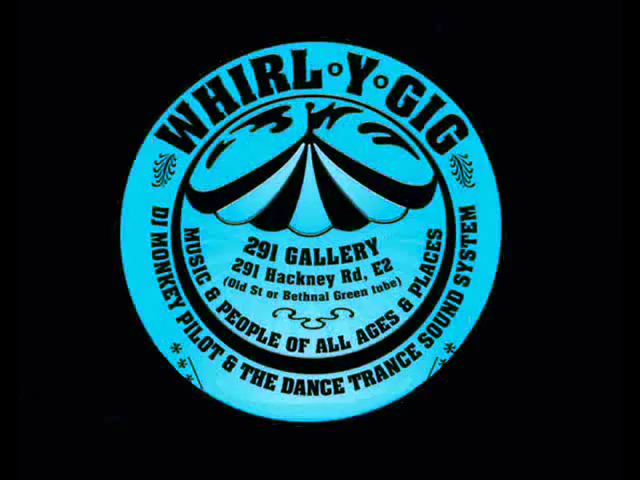 WHIRL-Y-GIG
291 GALLERY
291 Hackney Rd, E2
(Old St or Bethnal Green tube)
MUSIC & PEOPLE OF ALL AGES & PLACES
DJ MONKEY PILOT & THE DANCE TRANCE SOUND SYSTEM